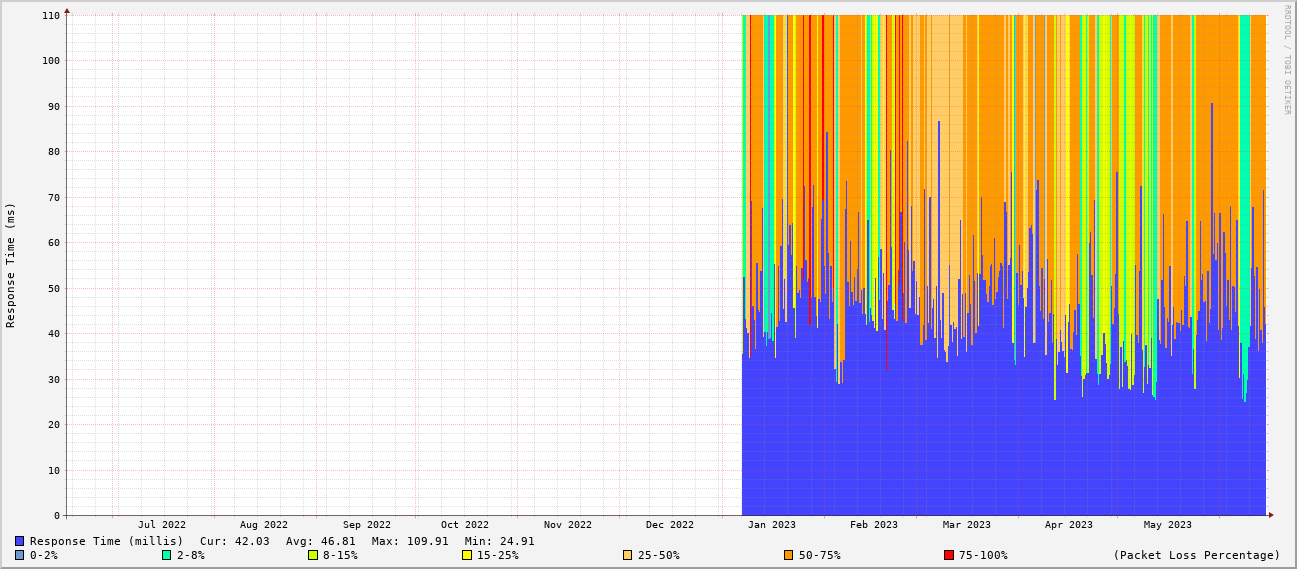 RRDTOOL / TOBI OETIKER
Response Time (ms)
110
100
90
80
70
60
50
40
30
20
10
0
Jul 2022 Aug 2022 Sep 2022 Oct 2022 Nov 2022 Dec 2022 Jan 2023 Feb 2023 Mar 2023 Apr 2023 May 2023
Response Time (millis) Cur: 42.03 Avg: 46.81 Max: 109.91 Min: 24.91
0-2% 2-8% 8-15% 15-25% 25-50% 50-75% 75-100% (Packet Loss Percentage)